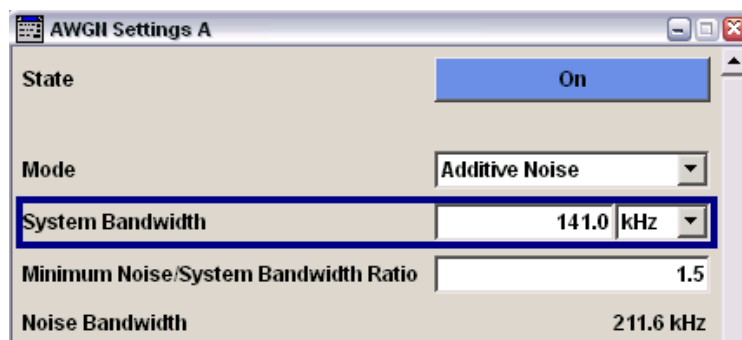 AWGN Settings A
State On
Mode Additive Noise
System Bandwidth 141.0 kHz
Minimum Noise/System Bandwidth Ratio 1.5
Noise Bandwidth 211.6 kHz